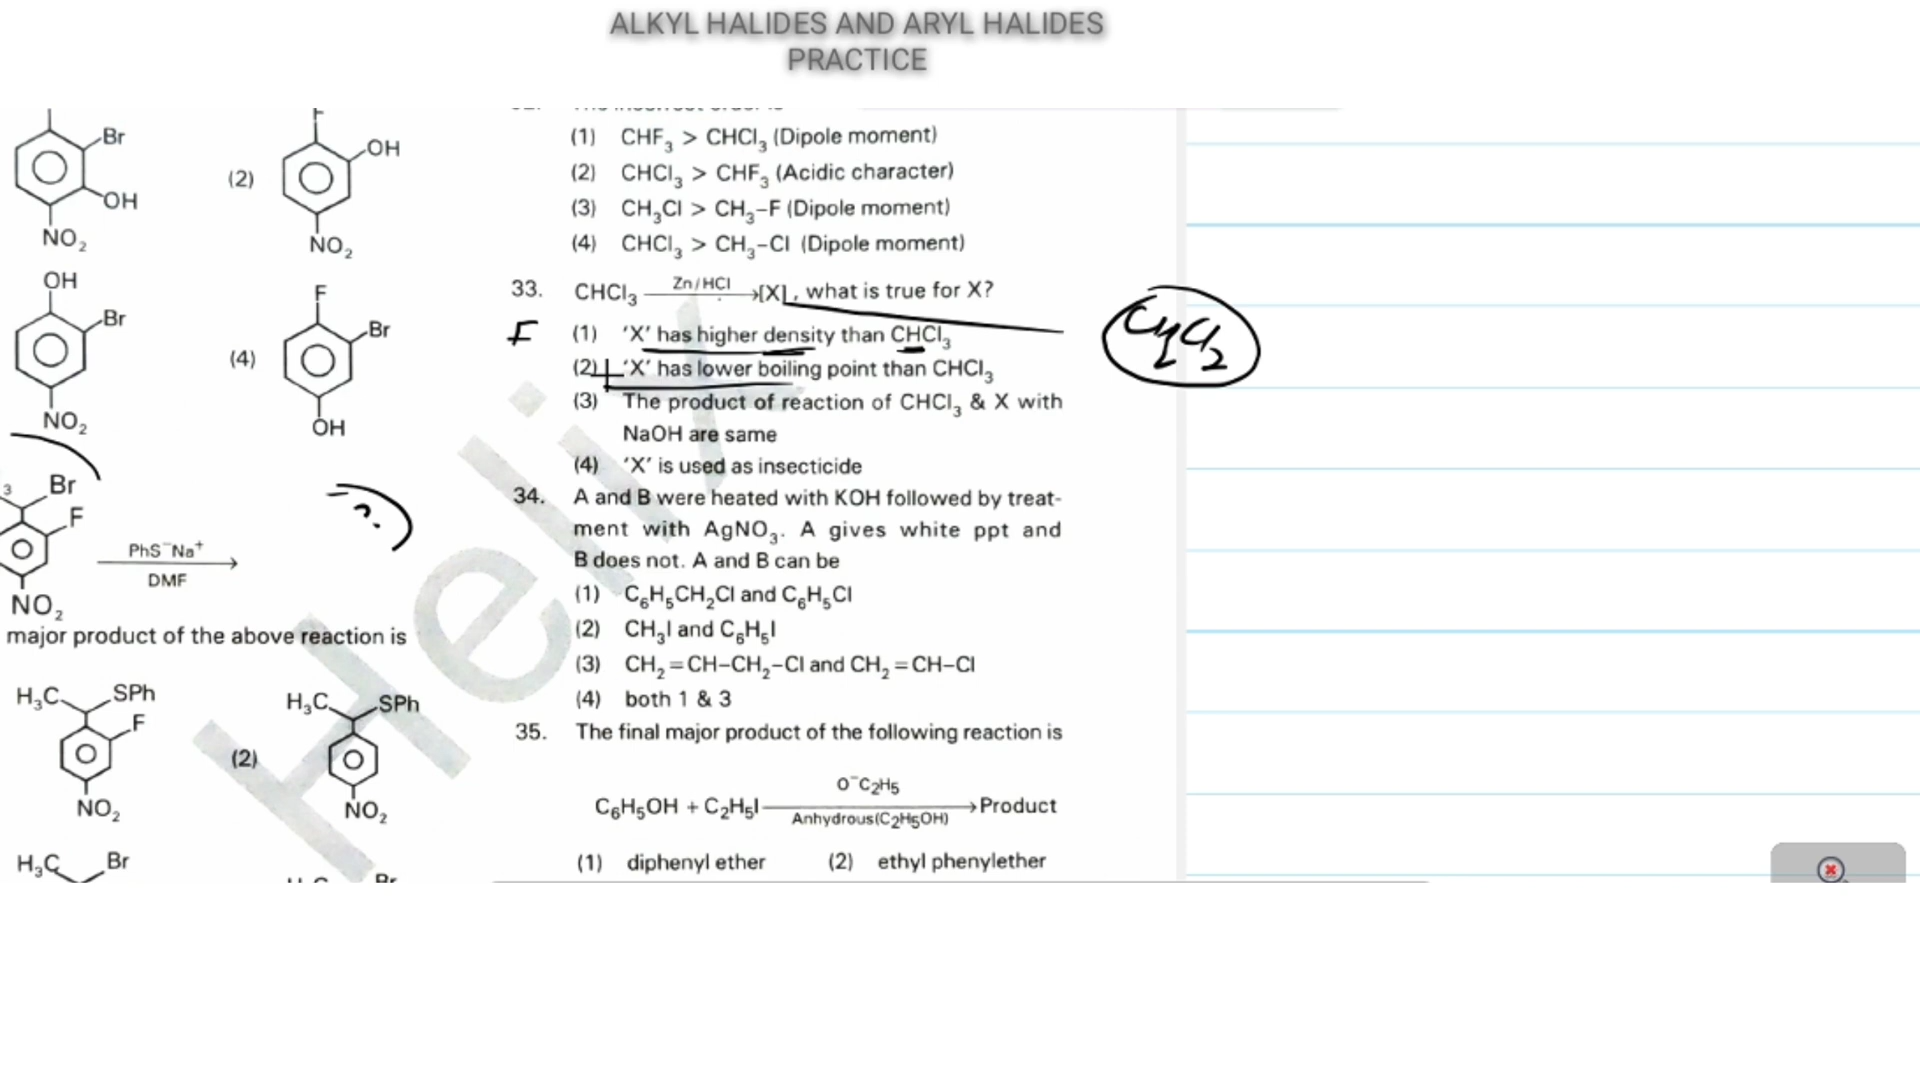 ALKYL HALIDES AND ARYL HALIDES
PRACTICE
Br
OH
NO2
(2)
F
OH
NO2
OH
Br
NO2
(4)
F
Br
OH
3
Br
F
NO2
PhS⁻Na⁺
DMF
major product of the above reaction is
H3C
SPh
F
NO2
(2)
H3C
SPh
NO2
H3C
Br
(1) CHF3 > CHCl3 (Dipole moment)
(2) CHCl3 > CHF3 (Acidic character)
(3) CH3Cl > CH3–F (Dipole moment)
(4) CHCl3 > CH3–Cl (Dipole moment)
33. CHCl3 Zn/HCl →[X], what is true for X?
F (1) ‘X’ has higher density than CHCl3
(2) ‘X’ has lower boiling point than CHCl3
(3) The product of reaction of CHCl3 & X with
NaOH are same
(4) ‘X’ is used as insecticide
34. A and B were heated with KOH followed by treat-
ment with AgNO3. A gives white ppt and
B does not. A and B can be
(1) C6H5CH2Cl and C6H5Cl
(2) CH3I and C6H5I
(3) CH2=CH–CH2–Cl and CH2=CH–Cl
(4) both 1 & 3
35. The final major product of the following reaction is
O⁻C2H5
C6H5OH + C2H5I → Product
Anhydrous(C2H5OH)
(1) diphenyl ether (2) ethyl phenylether
CH2Cl2
Helix